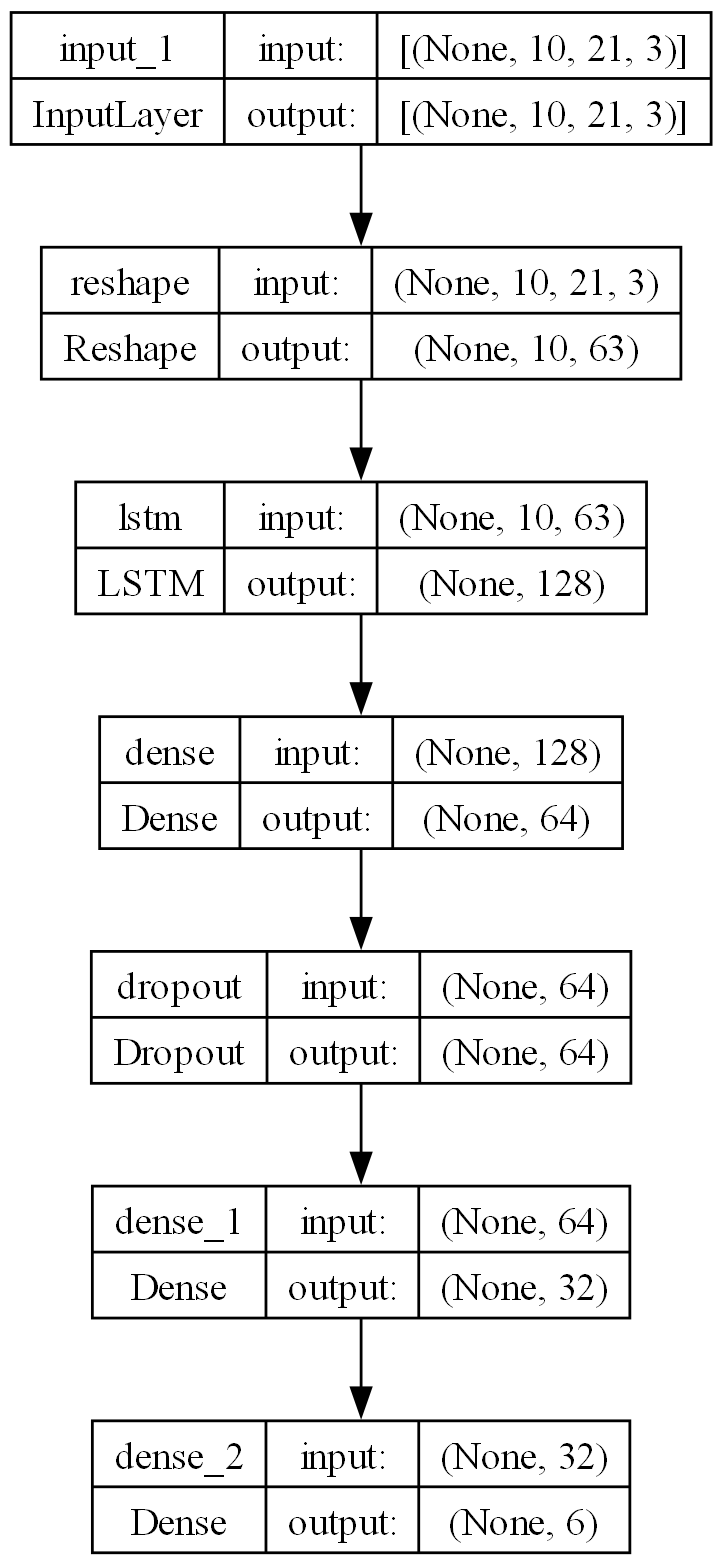 input_1 input: [(None, 10, 21, 3)]
InputLayer output: [(None, 10, 21, 3)]
reshape input: (None, 10, 21, 3)
Reshape output: (None, 10, 63)
lstm input: (None, 10, 63)
LSTM output: (None, 128)
dense input: (None, 128)
Dense output: (None, 64)
dropout input: (None, 64)
Dropout output: (None, 64)
dense_1 input: (None, 64)
Dense output: (None, 32)
dense_2 input: (None, 32)
Dense output: (None, 6)